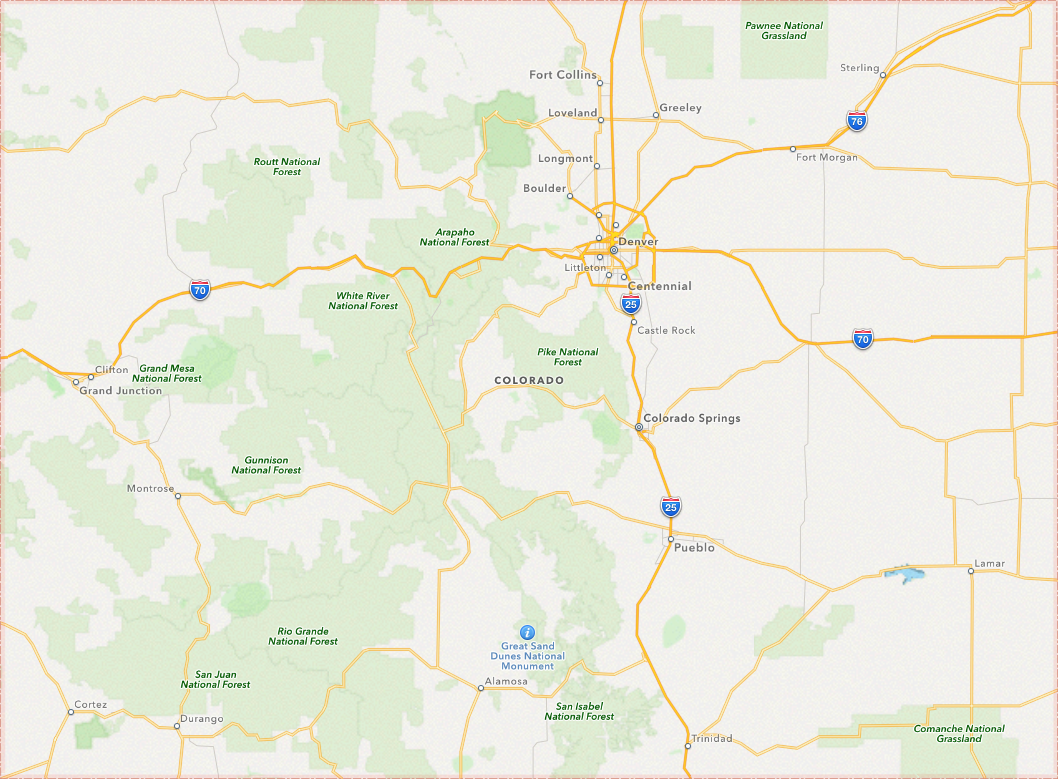 Pawnee National
Grassland
Sterling
Fort Collins
Greeley
Loveland
76
Fort Morgan
Longmont
Routt National
Forest
Boulder
Arapaho
National Forest
Denver
Littleton
Centennial
70
White River
National Forest
25
Castle Rock
70
Pike National
Forest
Clifton
Grand Mesa
National Forest
COLORADO
Grand Junction
Colorado Springs
Gunnison
National Forest
Montrose
25
Pueblo
Lamar
Rio Grande
National Forest
i
Great Sand
Dunes National
Monument
San Juan
National Forest
Alamosa
Cortez
San Isabel
National Forest
Durango
Comanche National
Grassland
Trinidad